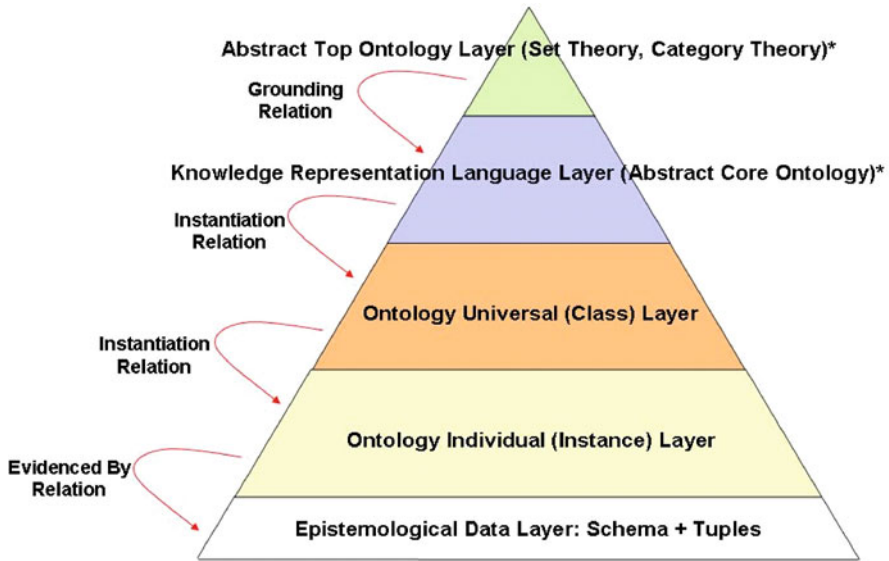 Abstract Top Ontology Layer (Set Theory, Category Theory)*
Grounding
Relation
Knowledge Representation Language Layer (Abstract Core Ontology)*
Instantiation
Relation
Ontology Universal (Class) Layer
Instantiation
Relation
Ontology Individual (Instance) Layer
Evidenced By
Relation
Epistemological Data Layer: Schema + Tuples